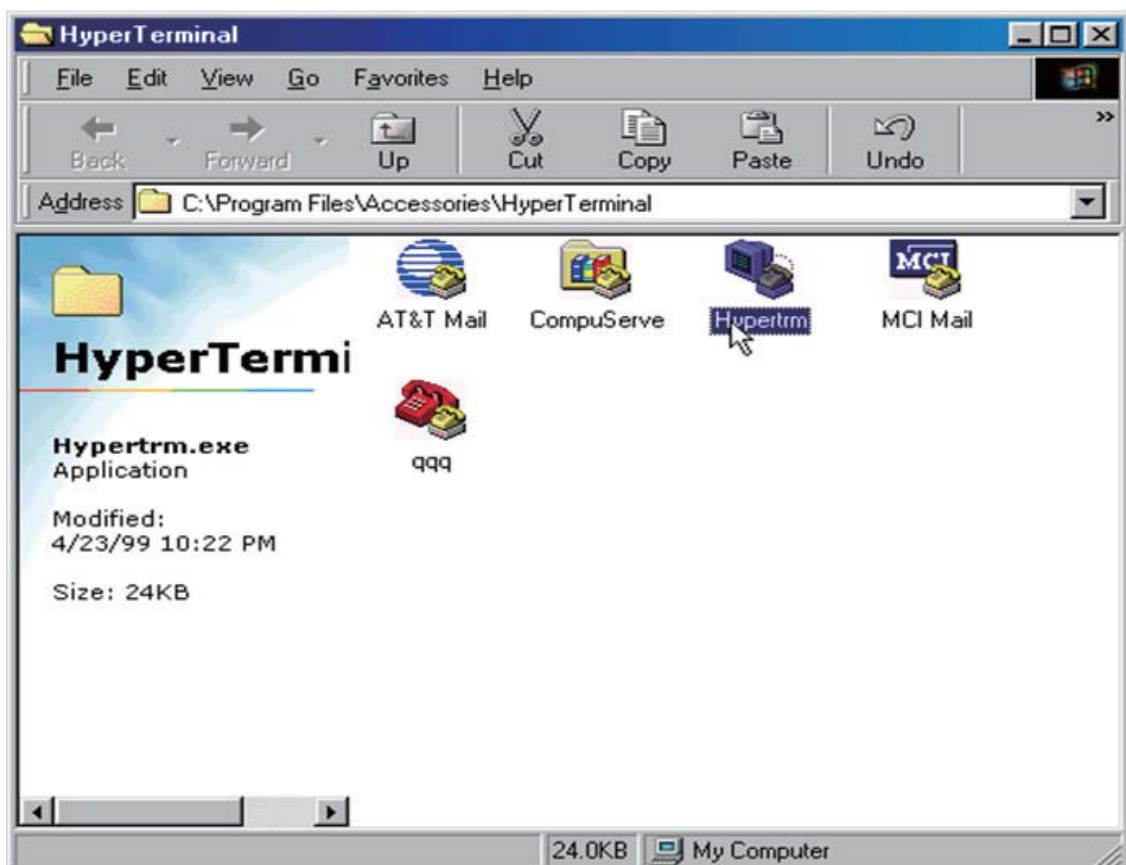 HyperTerminal
File Edit View Go Favorites Help
Back Forward Up Cut Copy Paste Undo »
Address C:\Program Files\Accessories\HyperTerminal
AT&T Mail CompuServe Hypertrm MCI Mail
MCI
HyperTermi
qqq
Hypertrm.exe
Application
Modified:
4/23/99 10:22 PM
Size: 24KB
24.0KB My Computer